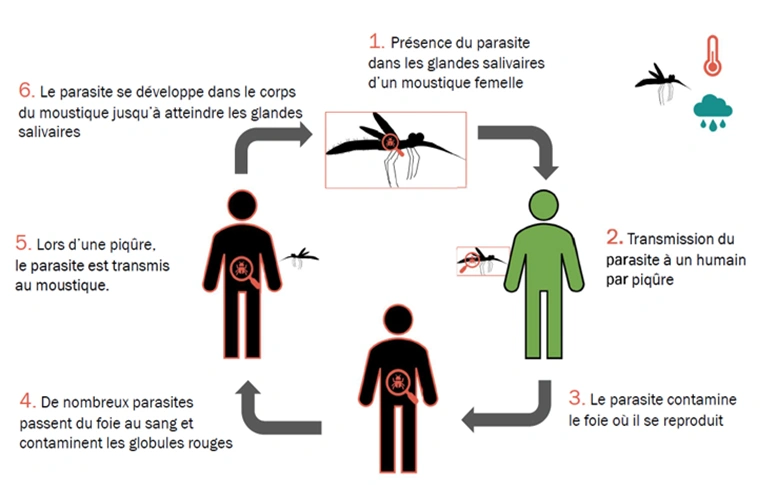 1. Présence du parasite
dans les glandes salivaires
d'un moustique femelle
2. Transmission du
parasite à un humain
par piqûre
3. Le parasite contamine
le foie où il se reproduit
4. De nombreux parasites
passent du foie au sang et
contaminent les globules rouges
5. Lors d'une piqûre,
le parasite est transmis
au moustique.
6. Le parasite se développe dans le corps
du moustique jusqu'à atteindre les glandes
salivaires